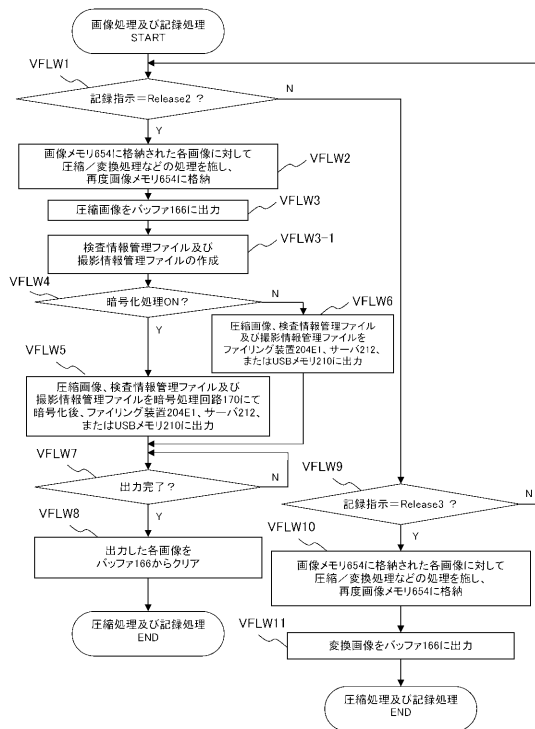 画像処理及び記録処理
START
VFLW1
記録指示=Release2 ?
N
Y
画像メモリ654に格納された各画像に対して
圧縮/変換処理などの処理を施し、
再度画像メモリ654に格納
VFLW2
圧縮画像をバッファ166に出力
VFLW3
検査情報管理ファイル及び
撮影情報管理ファイルの作成
VFLW3-1
VFLW4
暗号化処理ON?
N
Y
VFLW6
圧縮画像、検査情報管理ファイル
及び撮影情報管理ファイルを
ファイリング装置204E1、サーバ212、
またはUSBメモリ210に出力
VFLW5
圧縮画像、検査情報管理ファイル及び
撮影情報管理ファイルを暗号処理回路170にて
暗号化後、ファイリング装置204E1、サーバ212、
またはUSBメモリ210に出力
VFLW7
出力完了?
N
Y
VFLW8
出力した各画像を
バッファ166からクリア
圧縮処理及び記録処理
END
VFLW9
記録指示=Release3 ?
N
Y
VFLW10
画像メモリ654に格納された各画像に対して
圧縮/変換処理などの処理を施し、
再度画像メモリ654に格納
VFLW11
変換画像をバッファ166に出力
圧縮処理及び記録処理
END